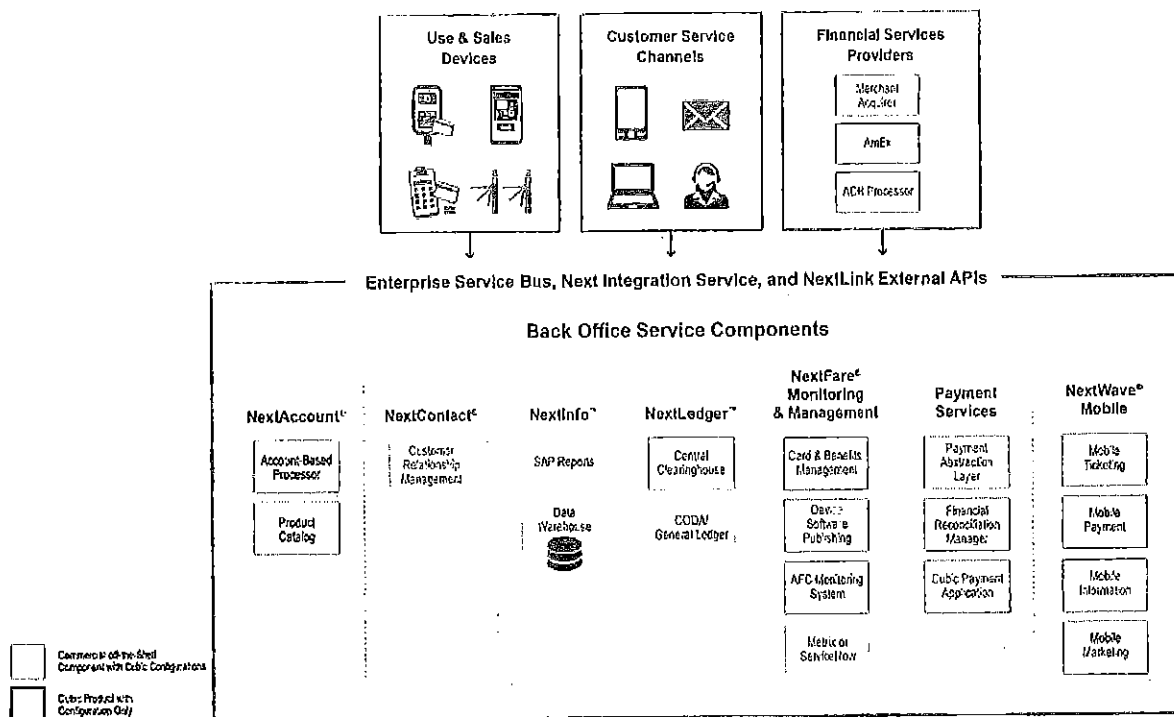 Use & Sales
Devices
Customer Service
Channels
Financial Services
Providers
Merchant
Acquirer
AmEx
ACH Processor
Enterprise Service Bus, Next Integration Service, and NextLink External APIs
Back Office Service Components
NextAccount®
Account-Based
Processor
Product
Catalog
NextContact®
Customer
Relationship
Management
NextInfo™
SAP Reports
Data
Warehouse
NextLedger™
Central
Clearinghouse
CODA/
General Ledger
NextFare®
Monitoring
& Management
Card & Benefits
Management
Device
Software
Publishing
AFC Monitoring
System
Metric or
ServiceNow
Payment
Services
Payment
Abstraction
Layer
Financial
Reconciliation
Manager
Cubic Payment
Application
NextWave®
Mobile
Mobile
Ticketing
Mobile
Payment
Mobile
Information
Mobile
Marketing
Commercial off-the-Shelf
Component with Cubic Configurations
Cubic Product with
Configuration Only